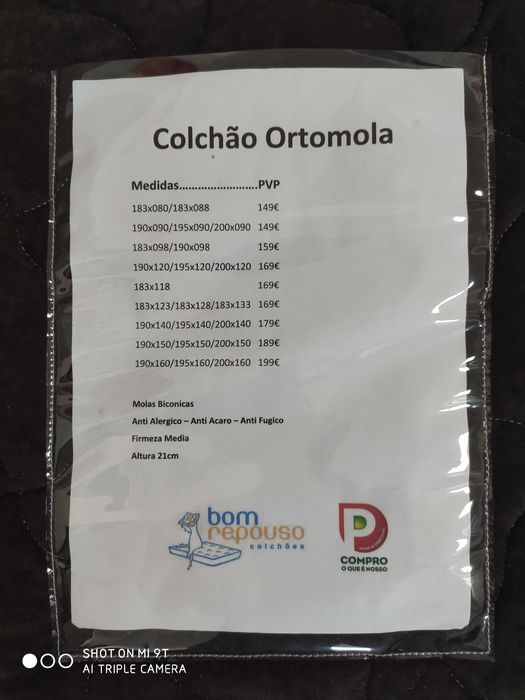 Colchão Ortomola
Medidas.........................PVP
183x080/183x088 149€
190x090/195x090/200x090 149€
183x098/190x098 159€
190x120/195x120/200x120 169€
183x118 169€
183x123/183x128/183x133 169€
190x140/195x140/200x140 179€
190x150/195x150/200x150 189€
190x160/195x160/200x160 199€
Molas Biconicas
Anti Alergico – Anti Acaro – Anti Fugico
Firmeza Media
Altura 21cm
bom
repouso
colchões
COMPRO
O QUE É NOSSO
SHOT ON MI 9T
AI TRIPLE CAMERA